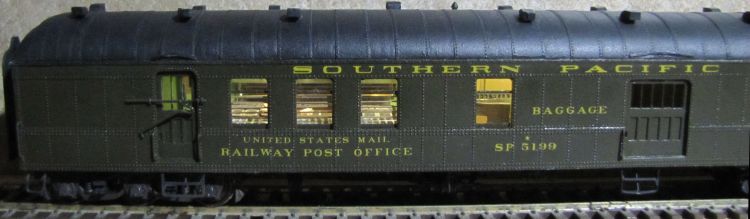 SOUTHERN PACIFIC
BAGGAGE
UNITED STATES MAIL
RAILWAY POST OFFICE
SP 5199